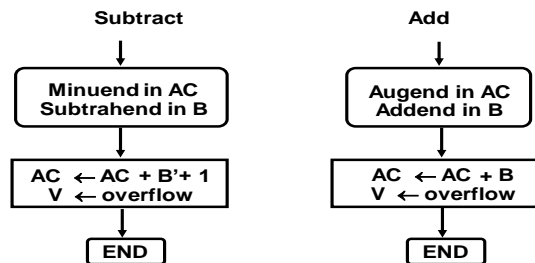 Subtract
Minuend in AC
Subtrahend in B
AC ← AC + B’+ 1
V ← overflow
END
Add
Augend in AC
Addend in B
AC ← AC + B
V ← overflow
END